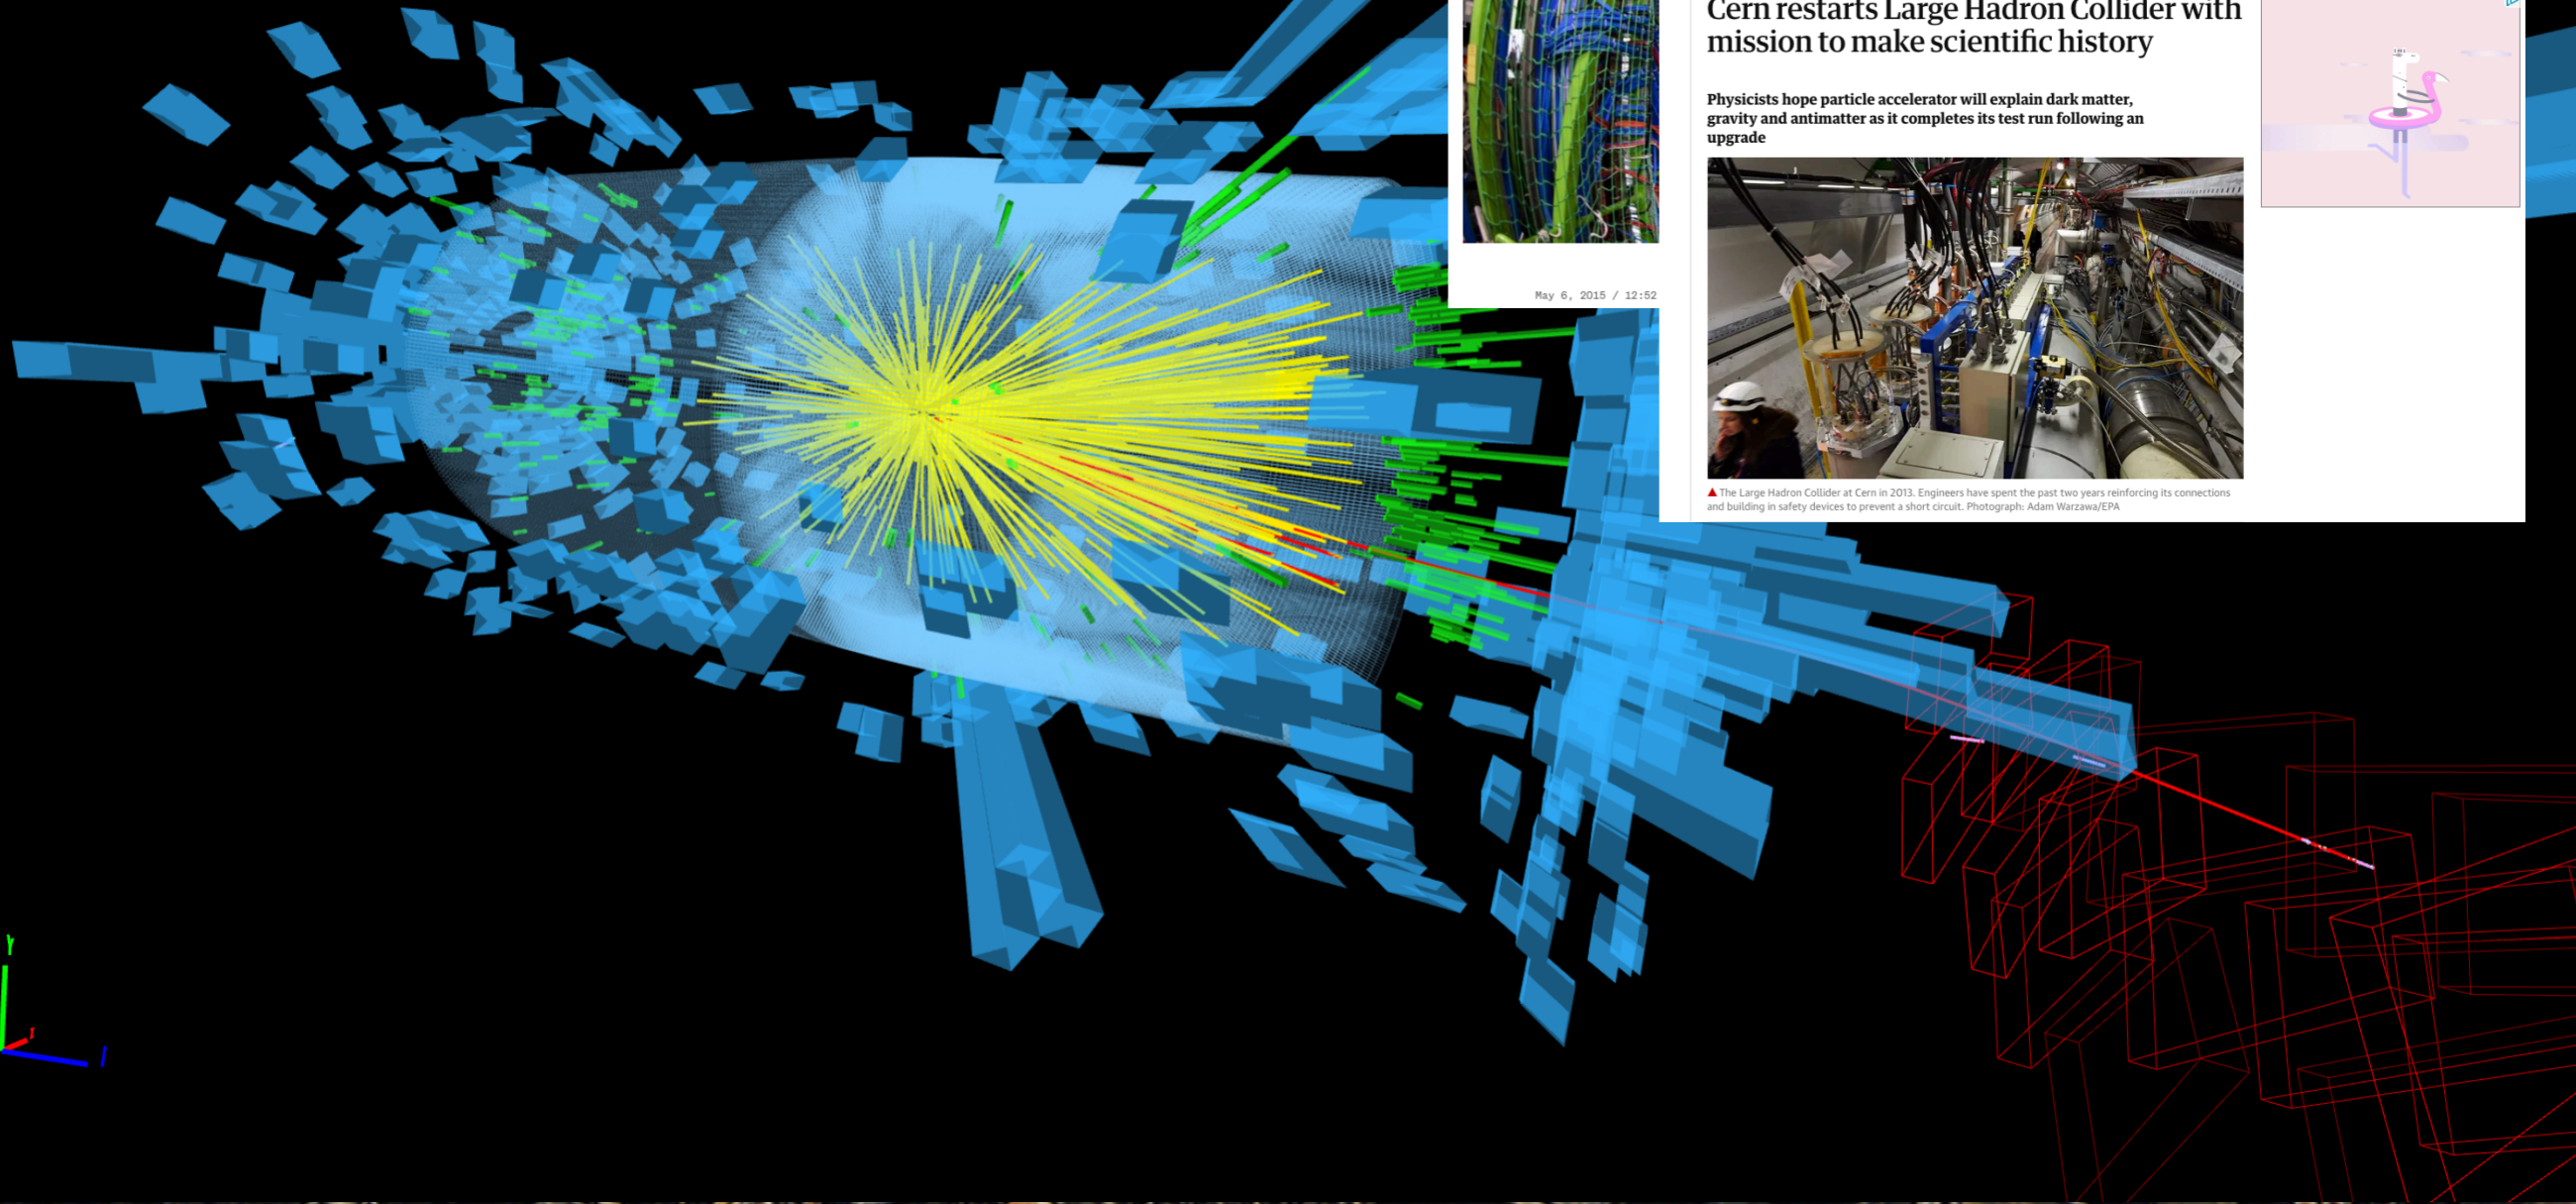 Cern restarts Large Hadron Collider with
mission to make scientific history
Physicists hope particle accelerator will explain dark matter,
gravity and antimatter as it completes its test run following an
upgrade
May 6, 2015 / 12:52
The Large Hadron Collider at Cern in 2013. Engineers have spent the past two years reinforcing its connections
and building in safety devices to prevent a short circuit. Photograph: Adam Warzawa/EPA
Y